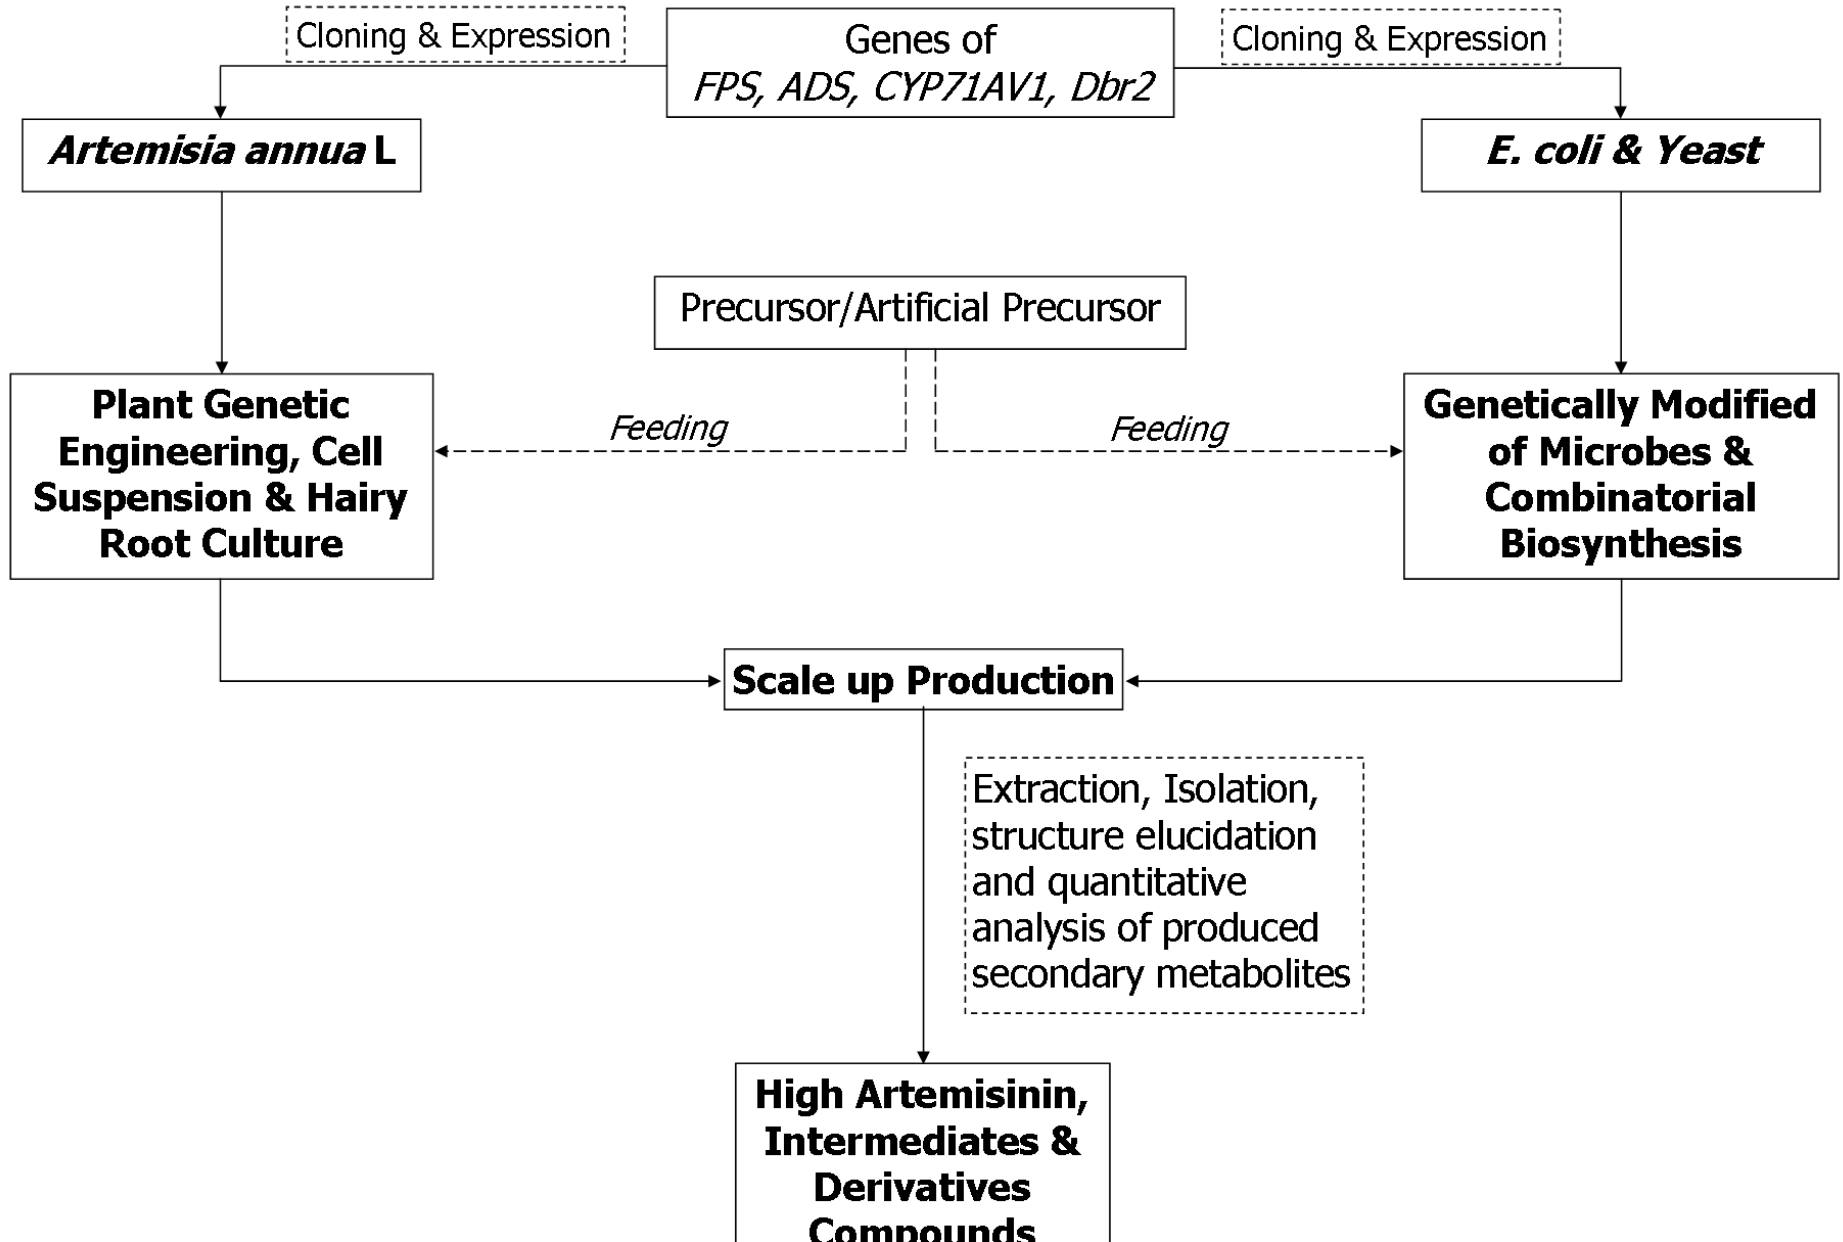 Cloning & Expression
Genes of
FPS, ADS, CYP71AV1, Dbr2
Cloning & Expression
Artemisia annua L
E. coli & Yeast
Precursor/Artificial Precursor
Plant Genetic
Engineering, Cell
Suspension & Hairy
Root Culture
Feeding
Feeding
Genetically Modified
of Microbes &
Combinatorial
Biosynthesis
Scale up Production
Extraction, Isolation,
structure elucidation
and quantitative
analysis of produced
secondary metabolites
High Artemisinin,
Intermediates &
Derivatives
Compounds